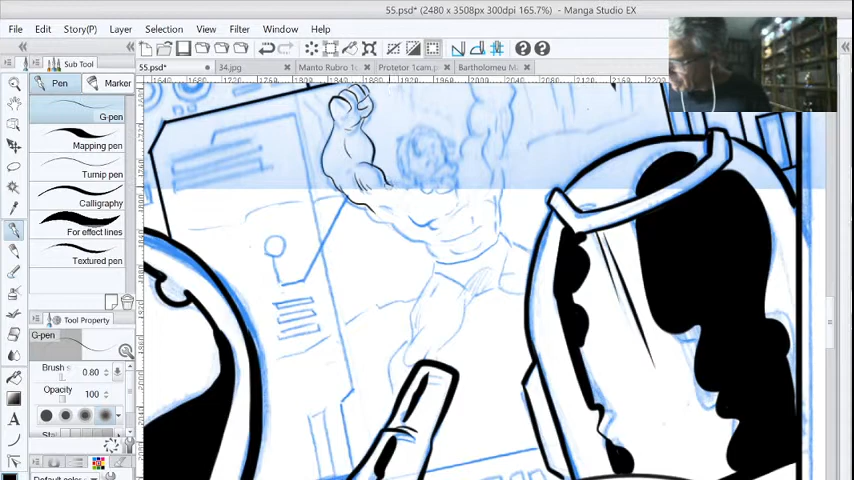 55.psd* (2480 x 3508px 300dpi 165.7%) - Manga Studio EX
File Edit Story(P) Layer Selection View Filter Window Help
Sub Tool
55.psd* 34.jpg Manto Rubro 1c Protetor 1cam.p Bartholomeu M
Pen Marker
G-pen
Mapping pen
Turnip pen
Calligraphy
For effect lines
Textured pen
Tool Property
G-pen
Brush 0.80
Opacity 100
Default color